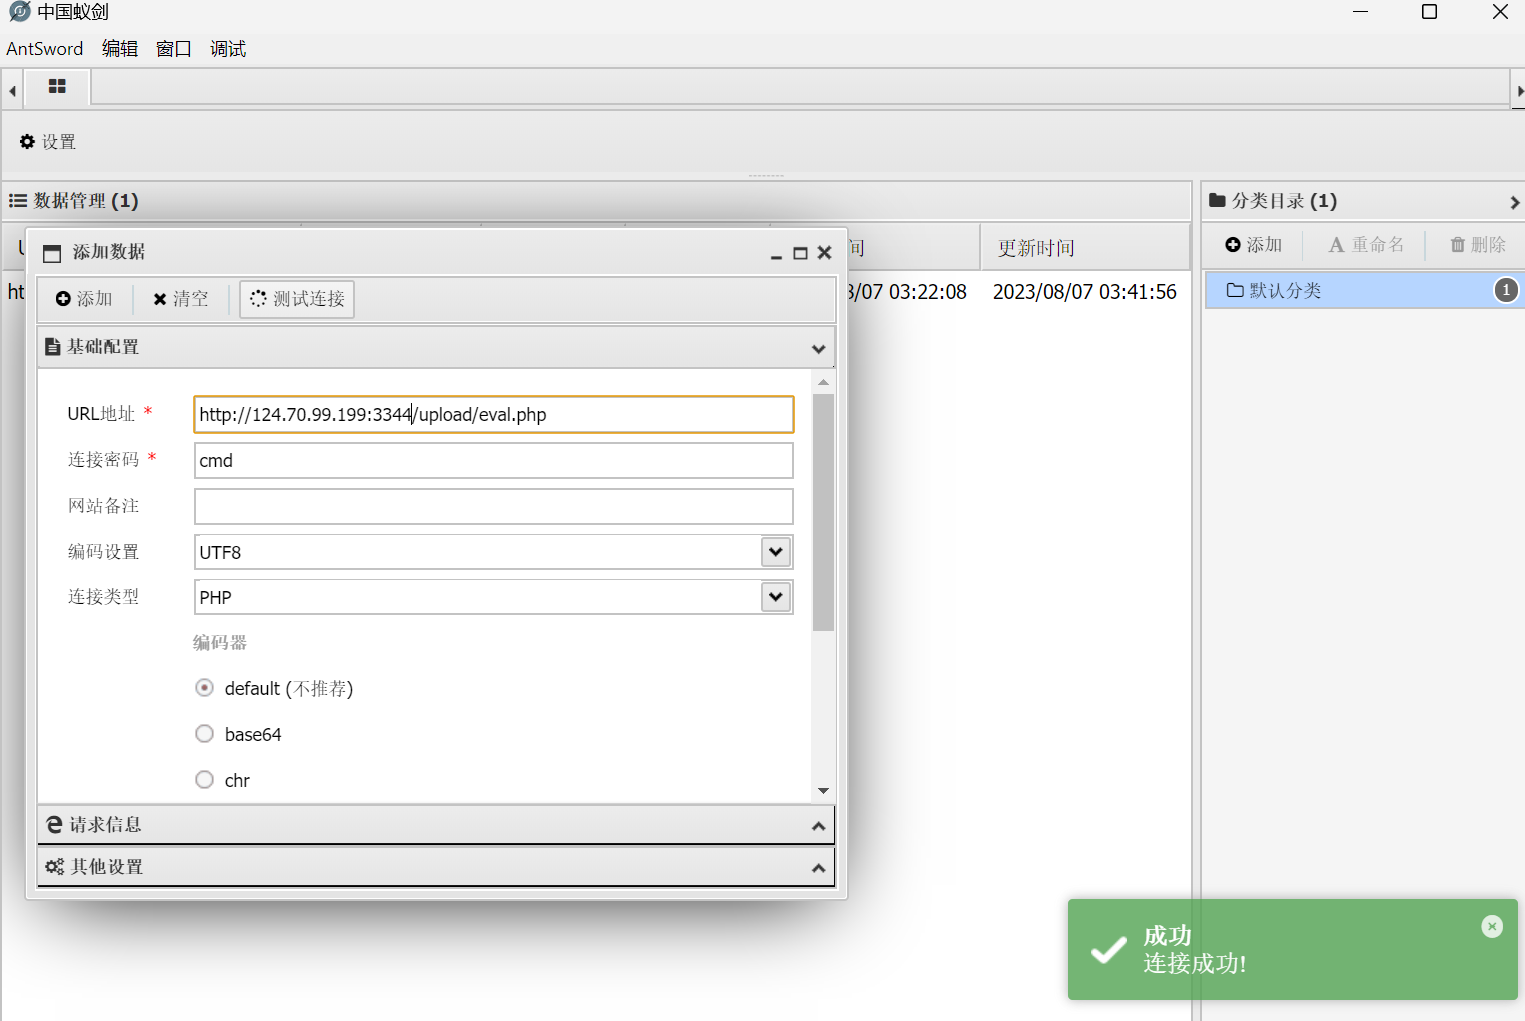 中国蚁剑
AntSword 编辑 窗口 调试
设置
数据管理 (1)
分类目录 (1)
添加数据
更新时间
添加 重命名 删除
添加 清空 测试连接
/07 03:22:08 2023/08/07 03:41:56
默认分类 1
基础配置
URL地址 * http://124.70.99.199:3344/upload/eval.php
连接密码 * cmd
网站备注
编码设置 UTF8
连接类型 PHP
编码器
default (不推荐)
base64
chr
请求信息
其他设置
成功
连接成功!